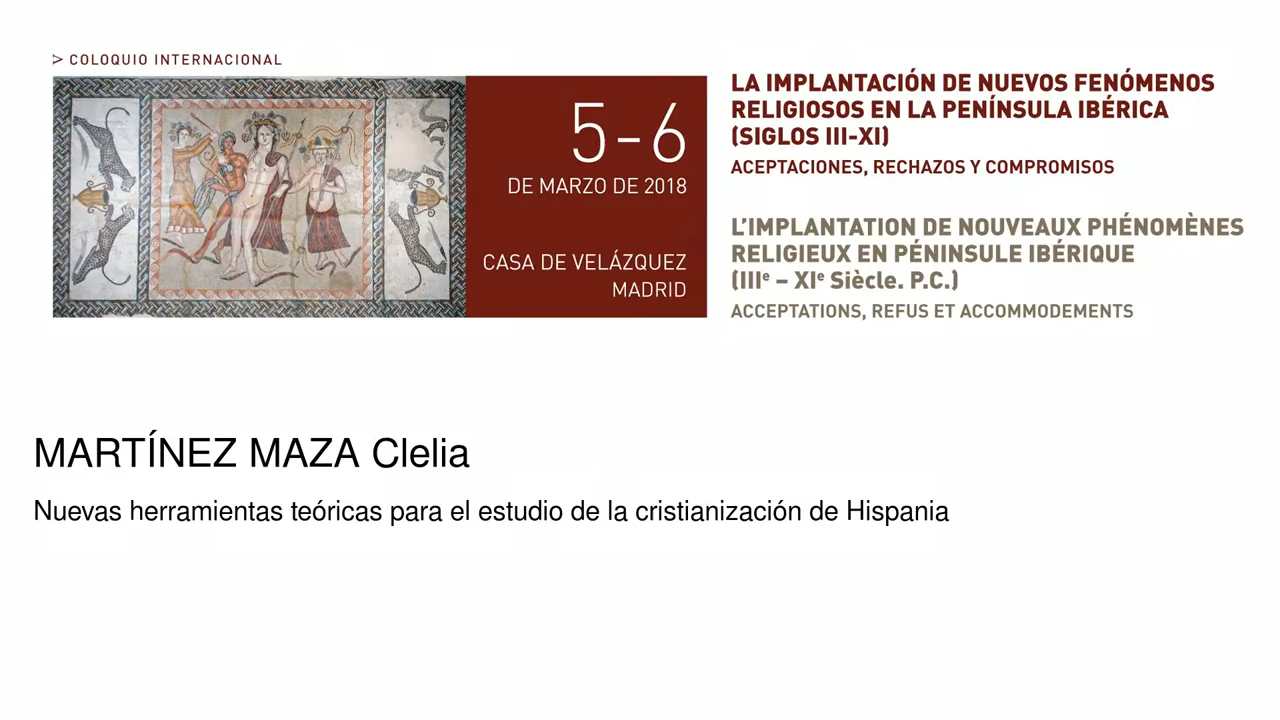 > COLOQUIO INTERNACIONAL
5-6
DE MARZO DE 2018
CASA DE VELÁZQUEZ
MADRID
LA IMPLANTACIÓN DE NUEVOS FENÓMENOS
RELIGIOSOS EN LA PENÍNSULA IBÉRICA
(SIGLOS III-XI)
ACEPTACIONES, RECHAZOS Y COMPROMISOS
L'IMPLANTATION DE NOUVEAUX PHÉNOMÈNES
RELIGIEUX EN PÉNINSULE IBÉRIQUE
(IIIᵉ – XIᵉ Siècle. P.C.)
ACCEPTATIONS, REFUS ET ACCOMMODEMENTS
MARTÍNEZ MAZA Clelia
Nuevas herramientas teóricas para el estudio de la cristianización de Hispania